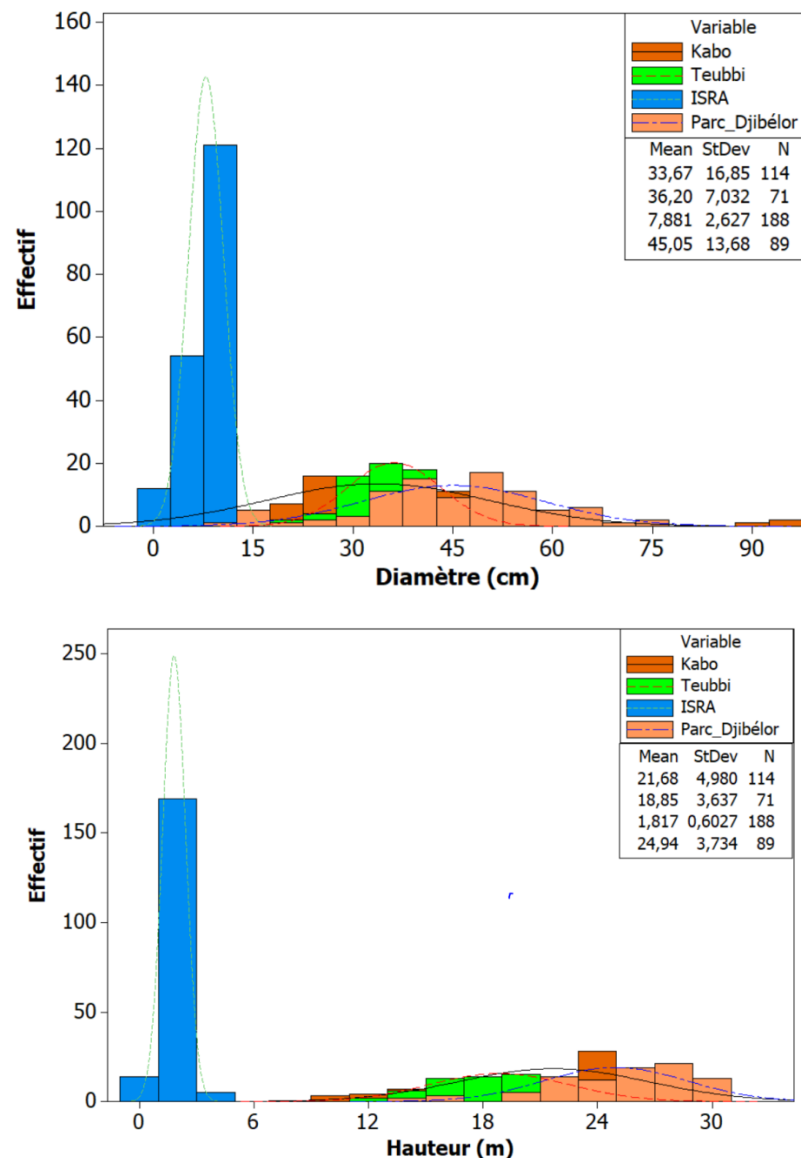 160
140
120
100
80
60
40
20
0
Effectif
0 15 30 45 60 75 90
Diamètre (cm)
Variable
Kabo
Teubbi
ISRA
Parc_Djibélor
Mean StDev N
33,67 16,85 114
36,20 7,032 71
7,881 2,627 188
45,05 13,68 89
250
200
150
100
50
0
Effectif
0 6 12 18 24 30
Hauteur (m)
Variable
Kabo
Teubbi
ISRA
Parc_Djibélor
Mean StDev N
21,68 4,980 114
18,85 3,637 71
1,817 0,6027 188
24,94 3,734 89
r